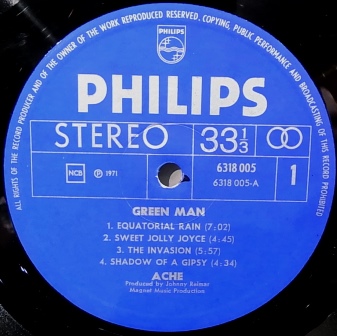 ALL RIGHTS OF THE RECORD PRODUCER AND OF THE OWNER OF THE WORK REPRODUCED RESERVED, COPYING, PUBLIC PERFORMANCE AND BROADCASTING OF THIS RECORD PROHIBITED
PHILIPS
PHILIPS
STEREO 33 1/3
NCB ℗ 1971 6318 005
6318 005-A 1
GREEN MAN
1. EQUATORIAL RAIN (7:02)
2. SWEET JOLLY JOYCE (4:45)
3. THE INVASION (5:57)
4. SHADOW OF A GIPSY (4:34)
ACHE
Produced by Johnny Reimar
Magnet Music Production